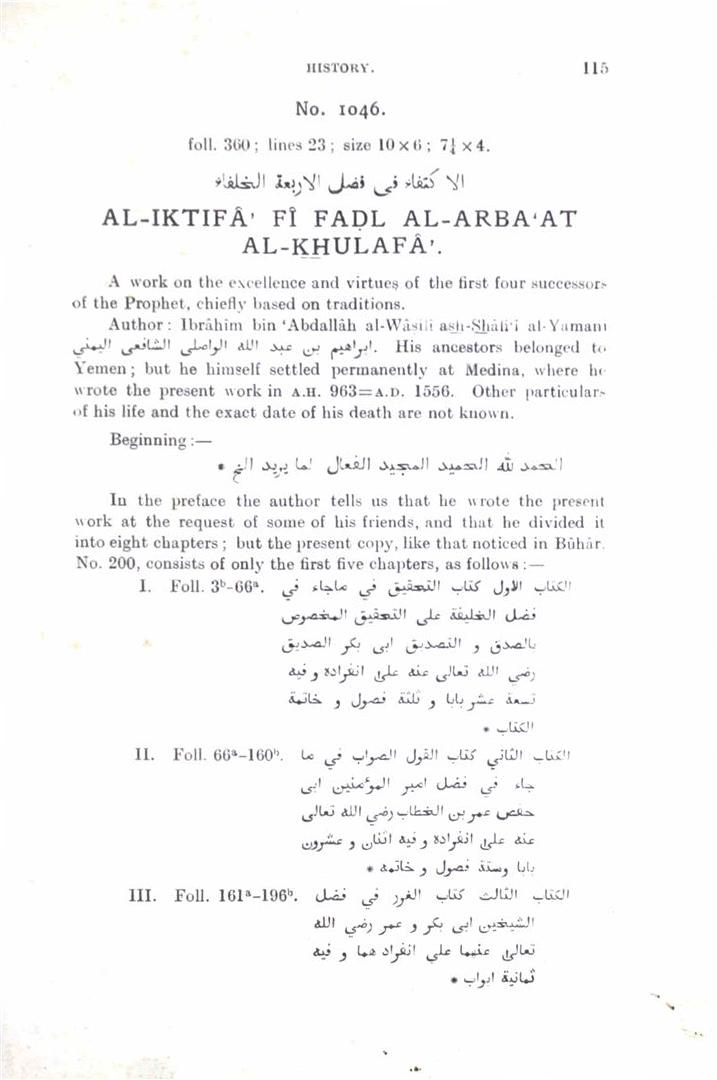 HISTORY. 115
No. 1046.
foll. 360; lines 23; size 10 × 6; 7¼ × 4.
الا كتفاء فى فضل الاربعة الخلفاء
AL-IKTIFÂ' FÎ FAḌL AL-ARBA‘AT
AL-KHULAFÂ'.
A work on the excellence and virtues of the first four successors
of the Prophet, chiefly based on traditions.
Author: Ibrâhîm bin ‘Abdallâh al-Wâsilî ash-Shâfi‘î al-Yamanî
ابراهيم بن عبد الله الواصلى الشافعى اليمني. His ancestors belonged to
Yemen; but he himself settled permanently at Medina, where he
wrote the present work in A.H. 963=A.D. 1556. Other particulars
of his life and the exact date of his death are not known.
Beginning:—
الحمد لله الحميد المجيد الفعال لما يريد الخ *
In the preface the author tells us that he wrote the present
work at the request of some of his friends, and that he divided it
into eight chapters; but the present copy, like that noticed in Bûhâr.
No. 200, consists of only the first five chapters, as follows:—
I. Foll. 3ᵇ-66ᵃ. الكتاب الاول كتاب التحقيق في ماجاء في
فضل الخليفة على التحقيق المخصوص
بالصدق و التصديق ابى بكر الصديق
رضي الله تعالى عنه على انفراده و فيه
تسعة عشر بابا و ثلثة فصول و خاتمة
الكتاب *
II. Foll. 66ᵃ-160ᵇ. الكتاب الثاني كتاب القول الصواب في ما
جاء في فضل امير المؤمنين ابى
حفص عمر بن الخطاب رضي الله تعالى
عنه على انفراده و فيه اثنان و عشرون
بابا وستة فصول و خاتمه *
III. Foll. 161ᵃ-196ᵇ. الكتاب الثالث كتاب الغرر في فضل
الشيخين ابى بكر و عمر رضي الله
تعالى عنهما علي انفراد هما و فيه
ثمانية ابواب *